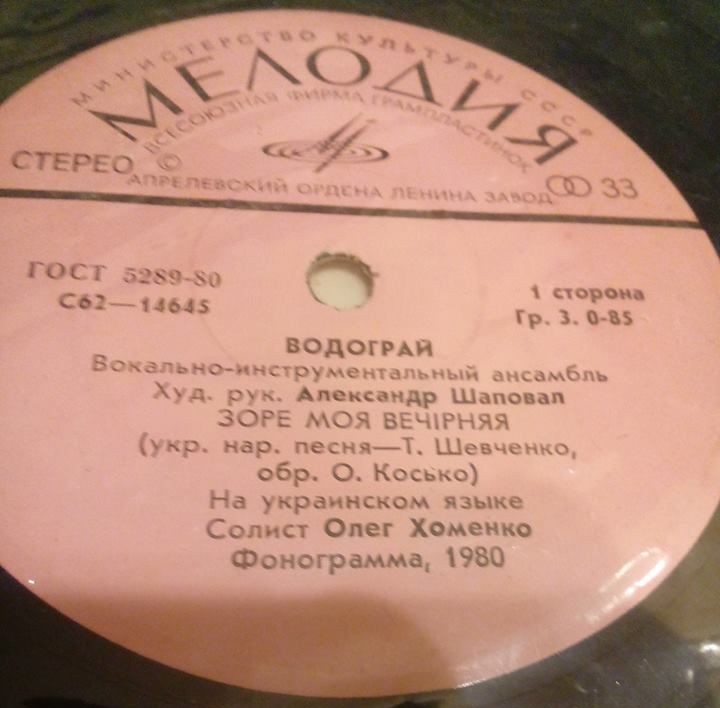 МИНИСТЕРСТВО КУЛЬТУРЫ СССР
МЕЛОДИЯ
ВСЕСОЮЗНАЯ ФИРМА ГРАМПЛАСТИНОК
СТЕРЕО ©
АПРЕЛЕВСКИЙ ОРДЕНА ЛЕНИНА ЗАВОД
33
ГОСТ 5289-80
С62—14645
1 сторона
Гр. 3. 0-85
ВОДОГРАЙ
Вокально-инструментальный ансамбль
Худ. рук. Александр Шаповал
ЗОРЕ МОЯ ВЕЧІРНЯЯ
(укр. нар. песня—Т. Шевченко,
обр. О. Косько)
На украинском языке
Солист Олег Хоменко
Фонограмма, 1980